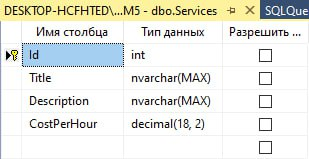 DESKTOP-HCFHTED\...M5 - dbo.Services SQLQue
Имя столбца Тип данных Разрешить ...
Id int
Title nvarchar(MAX)
Description nvarchar(MAX)
CostPerHour decimal(18, 2)